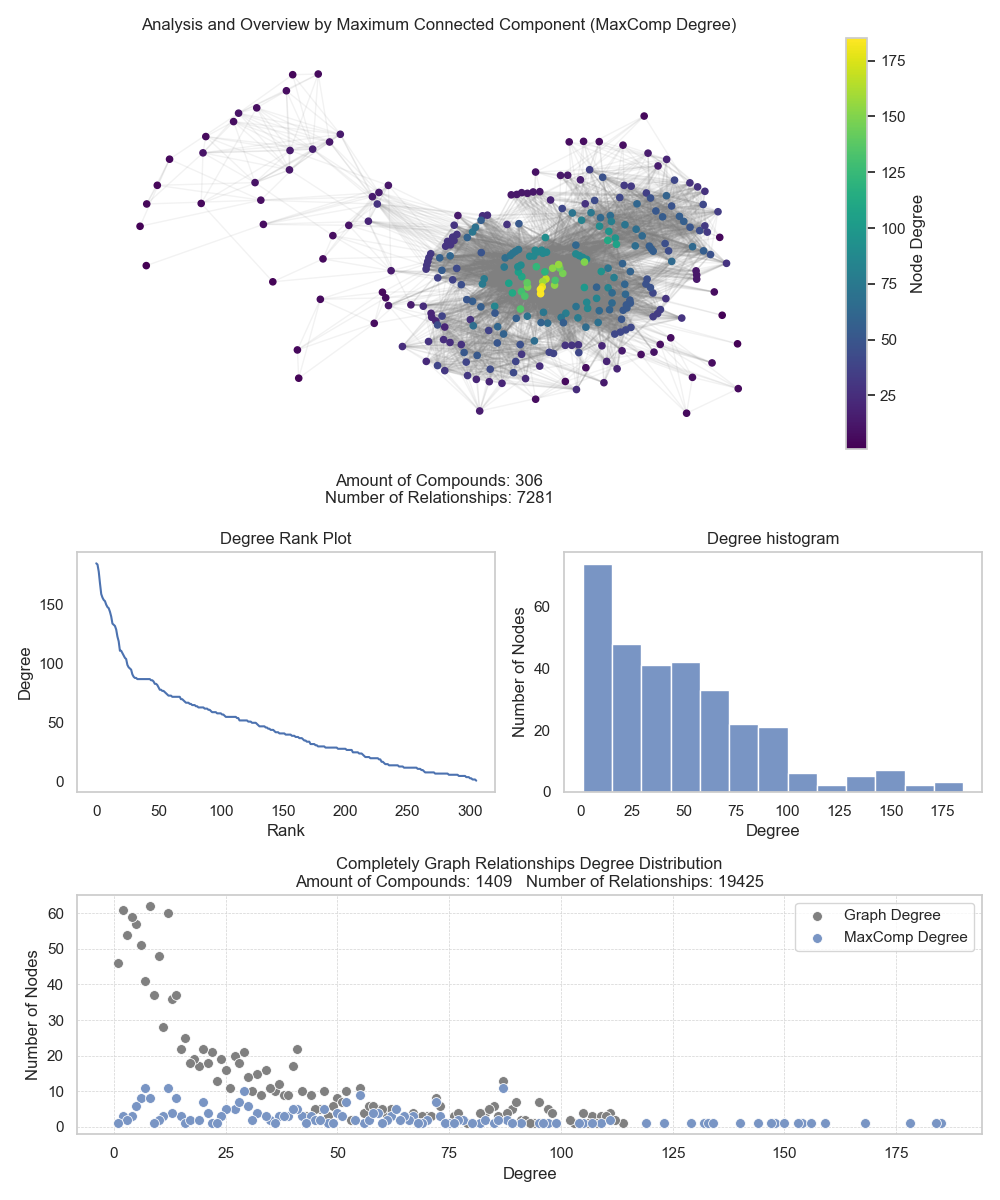 Analysis and Overview by Maximum Connected Component (MaxComp Degree)
175
150
125
100
75
50
25
Node Degree
Amount of Compounds: 306
Number of Relationships: 7281
Degree Rank Plot
150
100
50
0
Degree
0 50 100 150 200 250 300
Rank
Degree histogram
60
40
20
0
Number of Nodes
0 25 50 75 100 125 150 175
Degree
Completely Graph Relationships Degree Distribution
Amount of Compounds: 1409 Number of Relationships: 19425
Graph Degree
MaxComp Degree
60
50
40
30
20
10
0
Number of Nodes
0 25 50 75 100 125 150 175
Degree